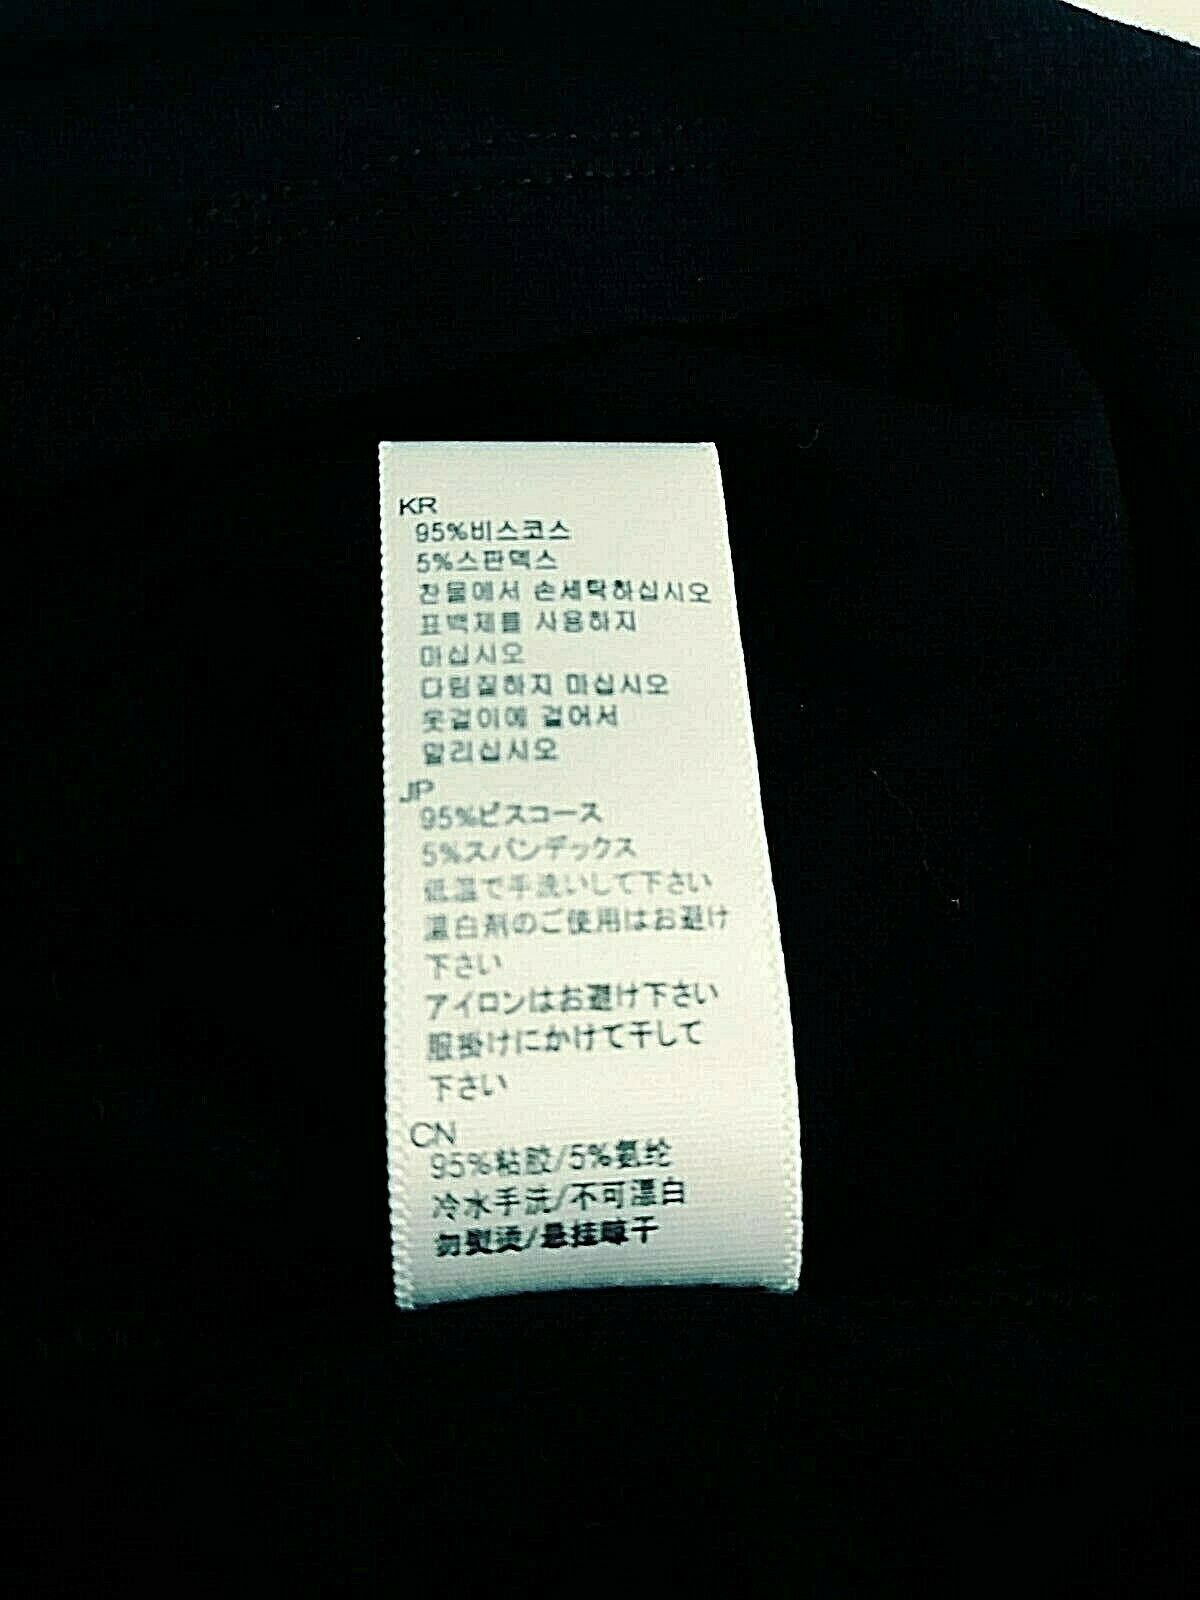 KR
95%비스코스
5%스판덱스
찬물에서 손세탁하십시오
표백제를 사용하지
마십시오
다림질하지 마십시오
옷걸이에 걸어서
말리십시오
JP
95%ビスコース
5%スパンデックス
低温で手洗いして下さい
温白剤のご使用はお避け
下さい
アイロンはお避け下さい
服掛けにかけて干して
下さい
CN
95%粘胶/5%氨纶
冷水手洗/不可漂白
勿熨烫/悬挂晾干